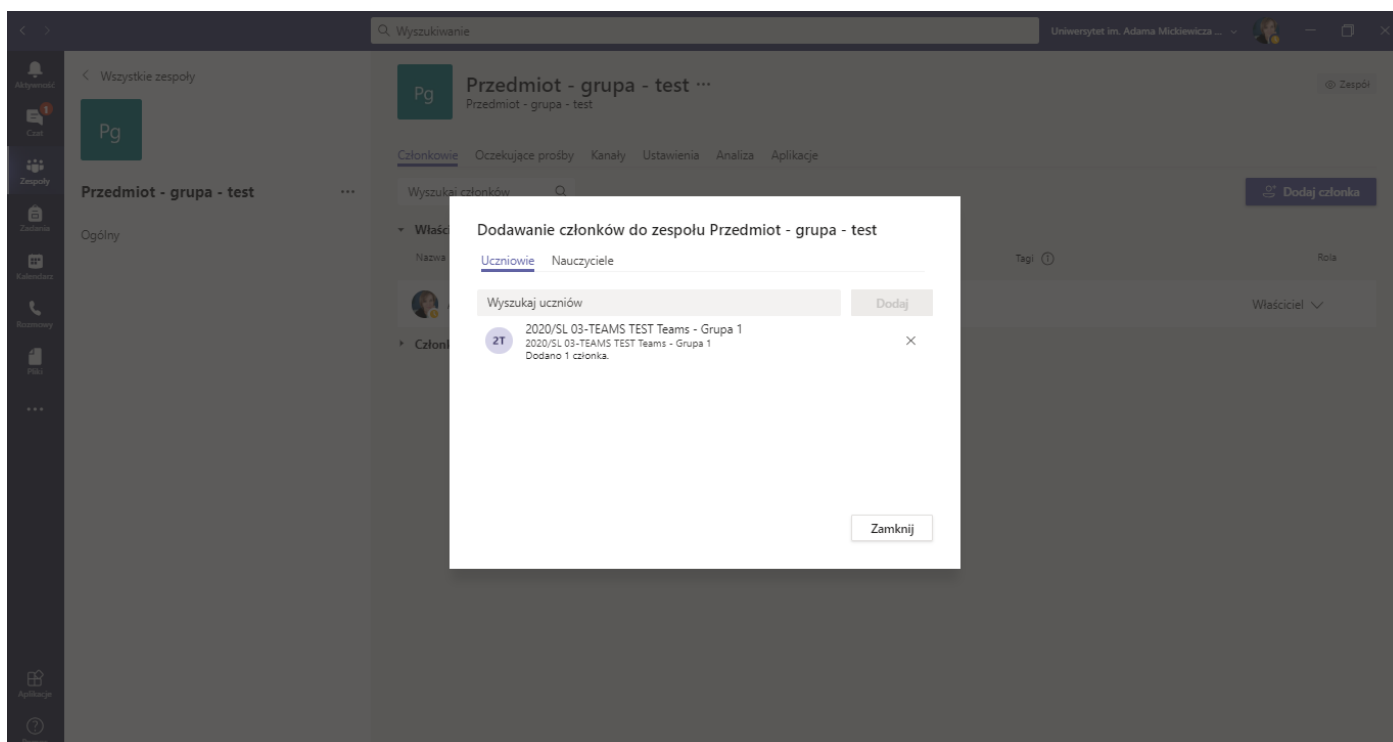 Wyszukiwanie
Uniwersytet im. Adama Mickiewicza ...
Aktywność
Czat
1
Zespoły
Zadania
Kalendarz
Rozmowy
Pliki
Aplikacje
Wszystkie zespoły
Pg
Przedmiot - grupa - test
Ogólny
Pg
Przedmiot - grupa - test
Przedmiot - grupa - test
Zespół
Członkowie Oczekujące prośby Kanały Ustawienia Analiza Aplikacje
Wyszukaj członków
Dodaj członka
Nazwa
Tagi
Rola
Właściciel
Dodawanie członków do zespołu Przedmiot - grupa - test
Uczniowie Nauczyciele
Wyszukaj uczniów
Dodaj
2T
2020/SL 03-TEAMS TEST Teams - Grupa 1
2020/SL 03-TEAMS TEST Teams - Grupa 1
Dodano 1 członka.
Zamknij